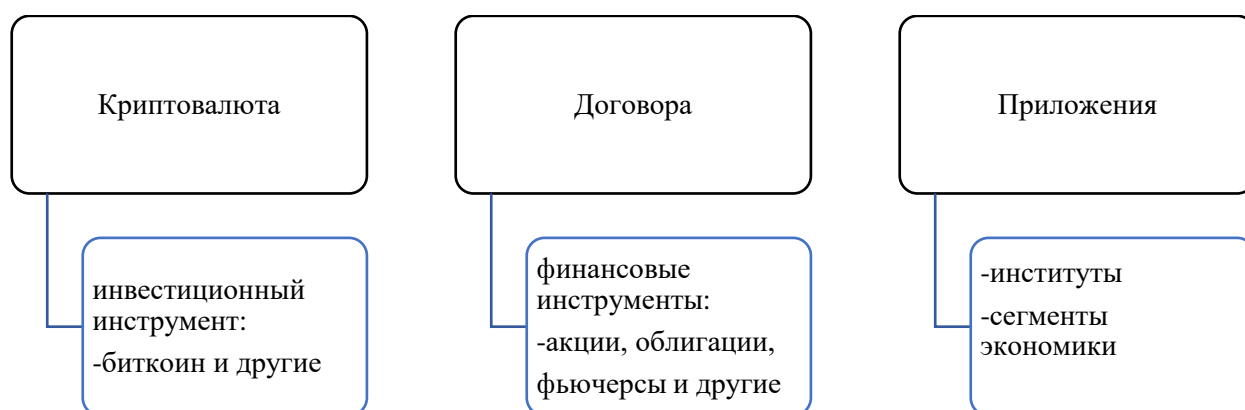 Криптовалюта
Договора
Приложения
инвестиционный
инструмент:
-биткоин и другие
финансовые
инструменты:
-акции, облигации,
фьючерсы и другие
-институты
-сегменты
экономики